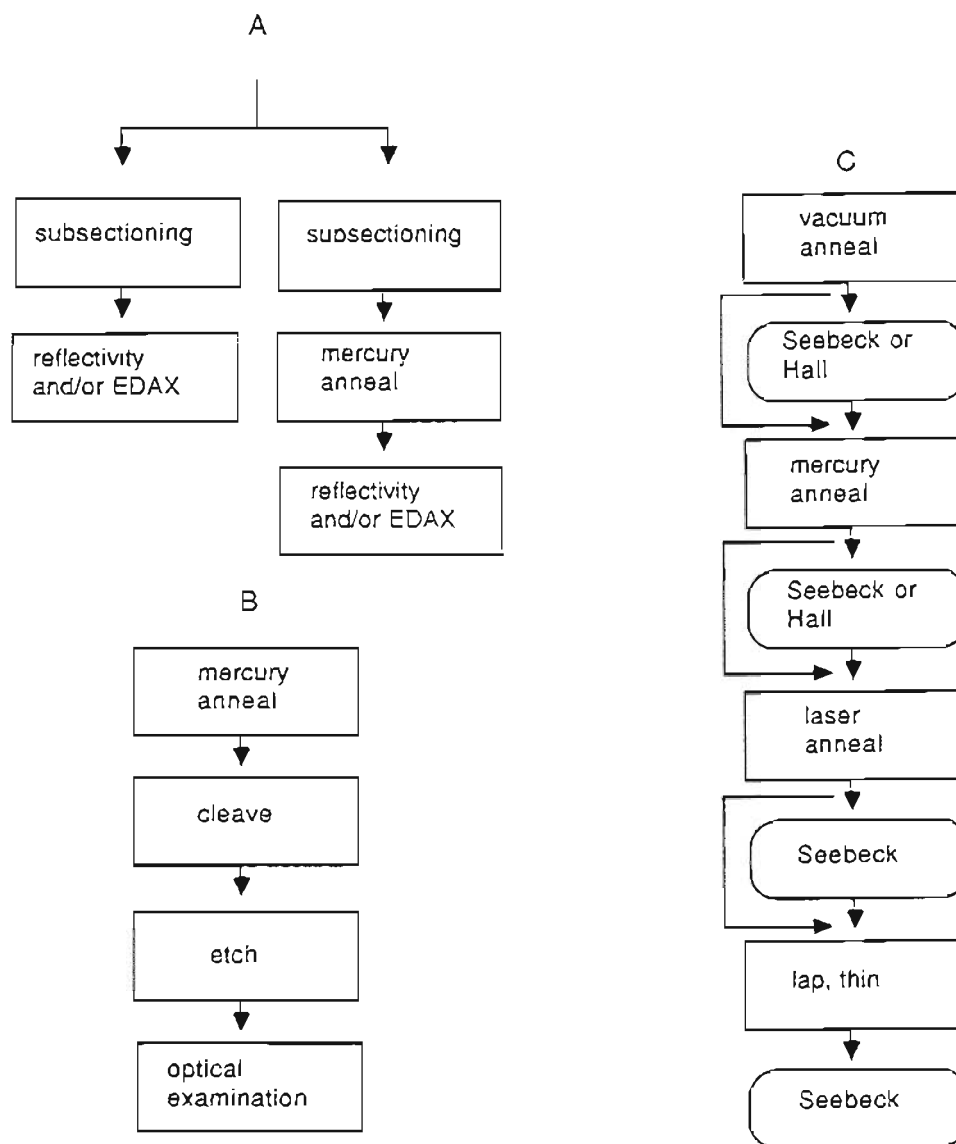 A
subsectioning
reflectivity
and/or EDAX
subsectioning
mercury
anneal
reflectivity
and/or EDAX
B
mercury
anneal
cleave
etch
optical
examination
C
vacuum
anneal
Seebeck or
Hall
mercury
anneal
Seebeck or
Hall
laser
anneal
Seebeck
lap, thin
Seebeck